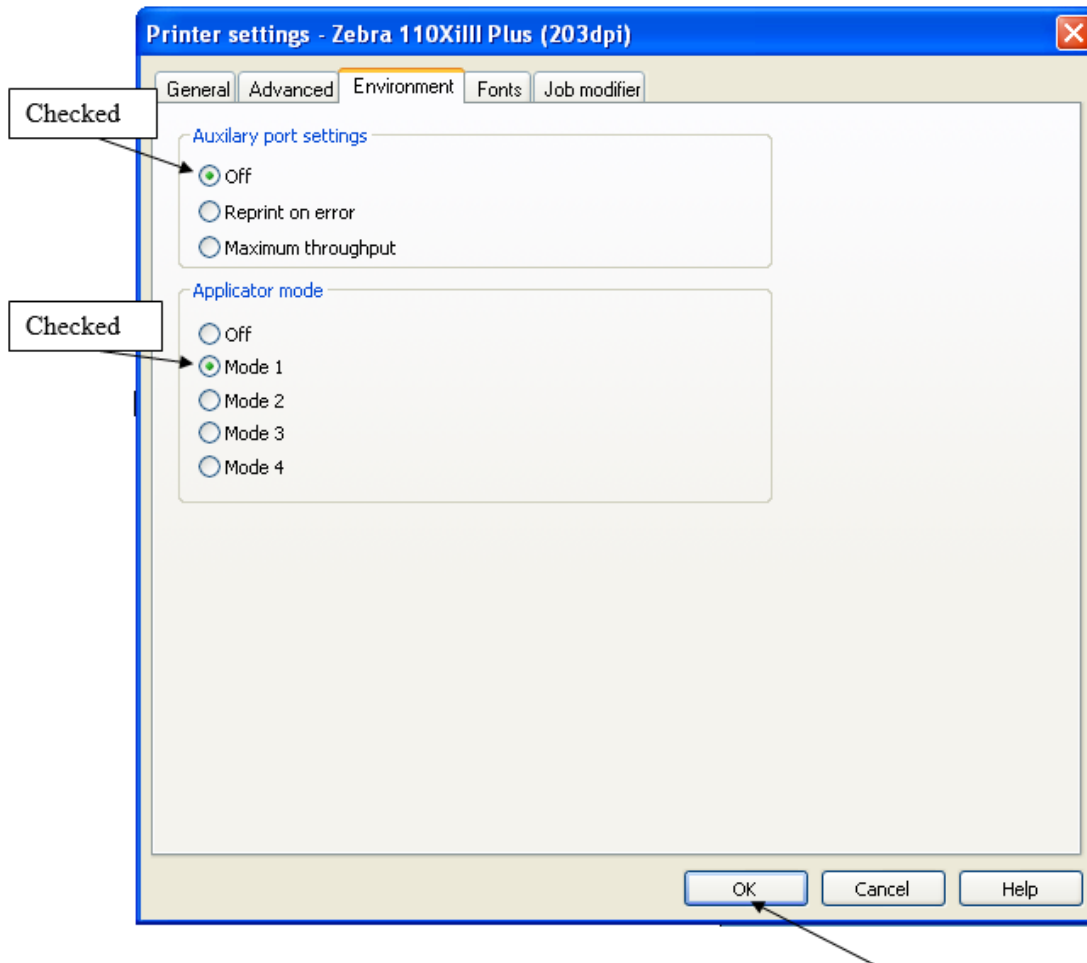 Printer settings - Zebra 110XiIII Plus (203dpi)
General Advanced Environment Fonts Job modifier
Checked
Auxilary port settings
Off
Reprint on error
Maximum throughput
Applicator mode
Checked
Off
Mode 1
Mode 2
Mode 3
Mode 4
OK Cancel Help